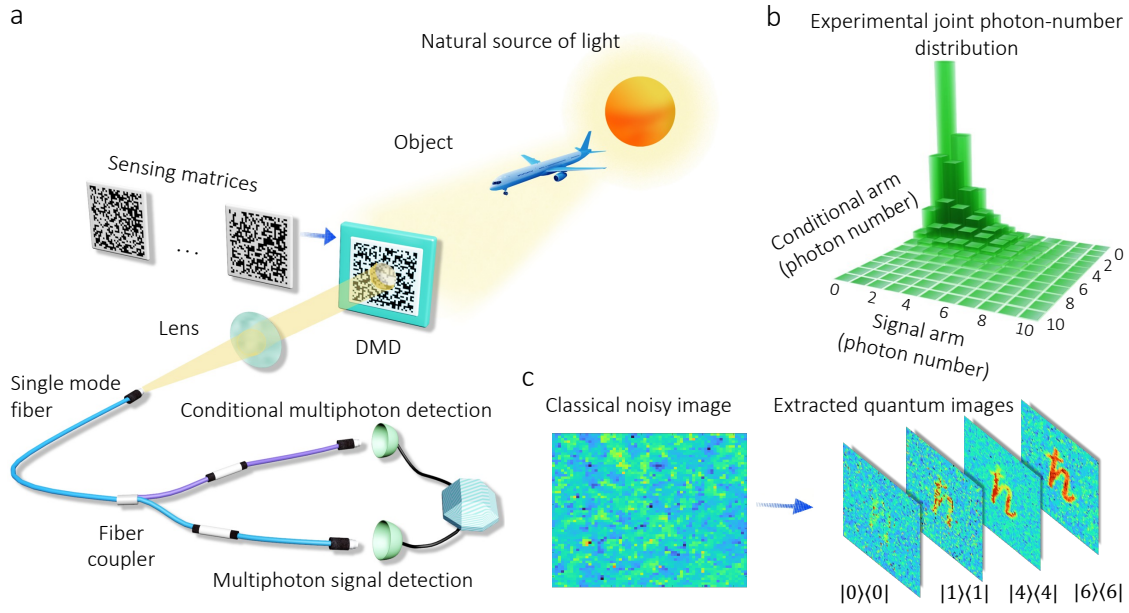 a
Natural source of light
Object
Sensing matrices
...
Lens
DMD
Single mode
fiber
Conditional multiphoton detection
Fiber
coupler
Multiphoton signal detection
b
Experimental joint photon-number
distribution
Conditional arm
(photon number)
0
2
4
6
8
10
0
2
4
6
8
10
Signal arm
(photon number)
c
Classical noisy image
Extracted quantum images
ℏ
ℏ
ℏ
|0⟩⟨0|
|1⟩⟨1|
|4⟩⟨4|
|6⟩⟨6|